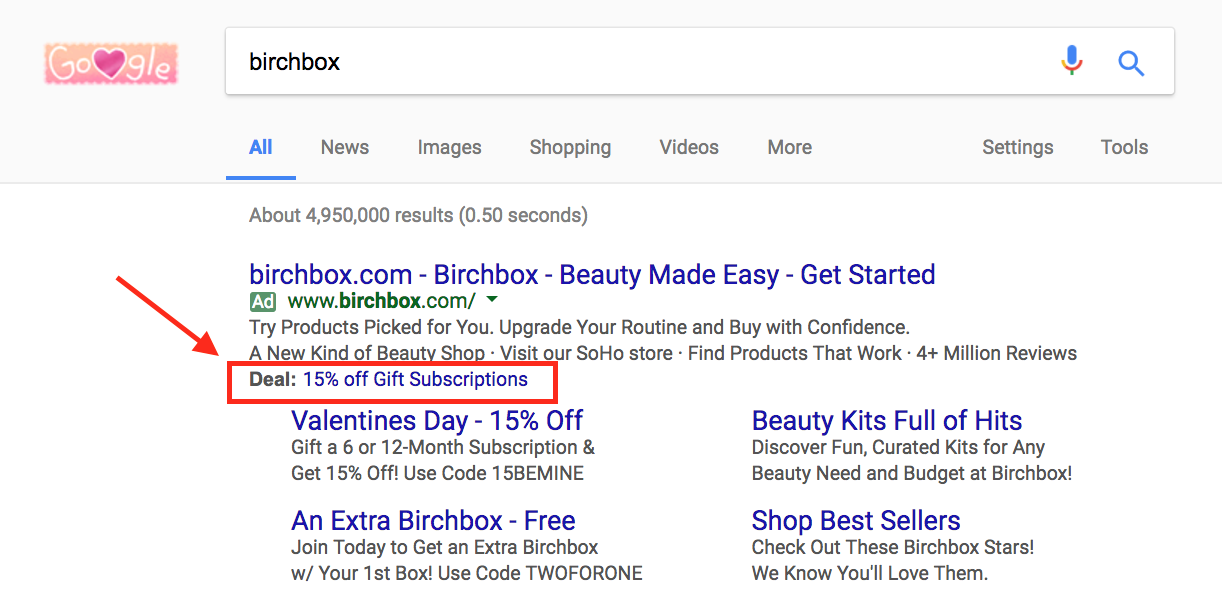 Google
birchbox
All News Images Shopping Videos More Settings Tools
About 4,950,000 results (0.50 seconds)
birchbox.com - Birchbox - Beauty Made Easy - Get Started
Ad www.birchbox.com/
Try Products Picked for You. Upgrade Your Routine and Buy with Confidence.
A New Kind of Beauty Shop · Visit our SoHo store · Find Products That Work · 4+ Million Reviews
Deal: 15% off Gift Subscriptions
Valentines Day - 15% Off
Gift a 6 or 12-Month Subscription &
Get 15% Off! Use Code 15BEMINE
Beauty Kits Full of Hits
Discover Fun, Curated Kits for Any
Beauty Need and Budget at Birchbox!
An Extra Birchbox - Free
Join Today to Get an Extra Birchbox
w/ Your 1st Box! Use Code TWOFORONE
Shop Best Sellers
Check Out These Birchbox Stars!
We Know You'll Love Them.